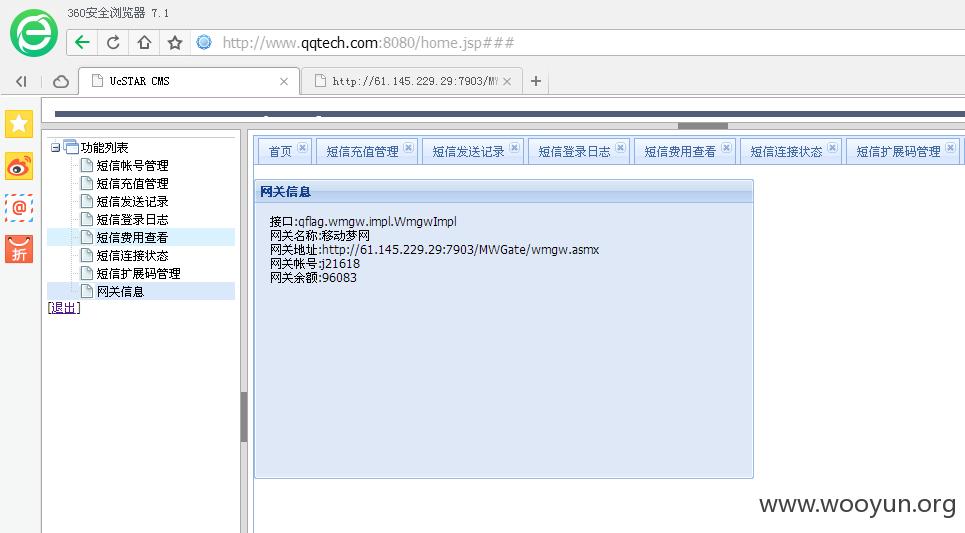 360安全浏览器 7.1
http://www.qqtech.com:8080/home.jsp###
UcSTAR CMS
http://61.145.229.29:7903/MW
功能列表
短信帐号管理
短信充值管理
短信发送记录
短信登录日志
短信费用查看
短信连接状态
短信扩展码管理
网关信息
[退出]
首页
短信充值管理
短信发送记录
短信登录日志
短信费用查看
短信连接状态
短信扩展码管理
网关信息
接口:qflag.wmgw.impl.WmgwImpl
网关名称:移动梦网
网关地址:http://61.145.229.29:7903/MWGate/wmgw.asmx
网关帐号:j21618
网关余额:96083
折
www.wooyun.org